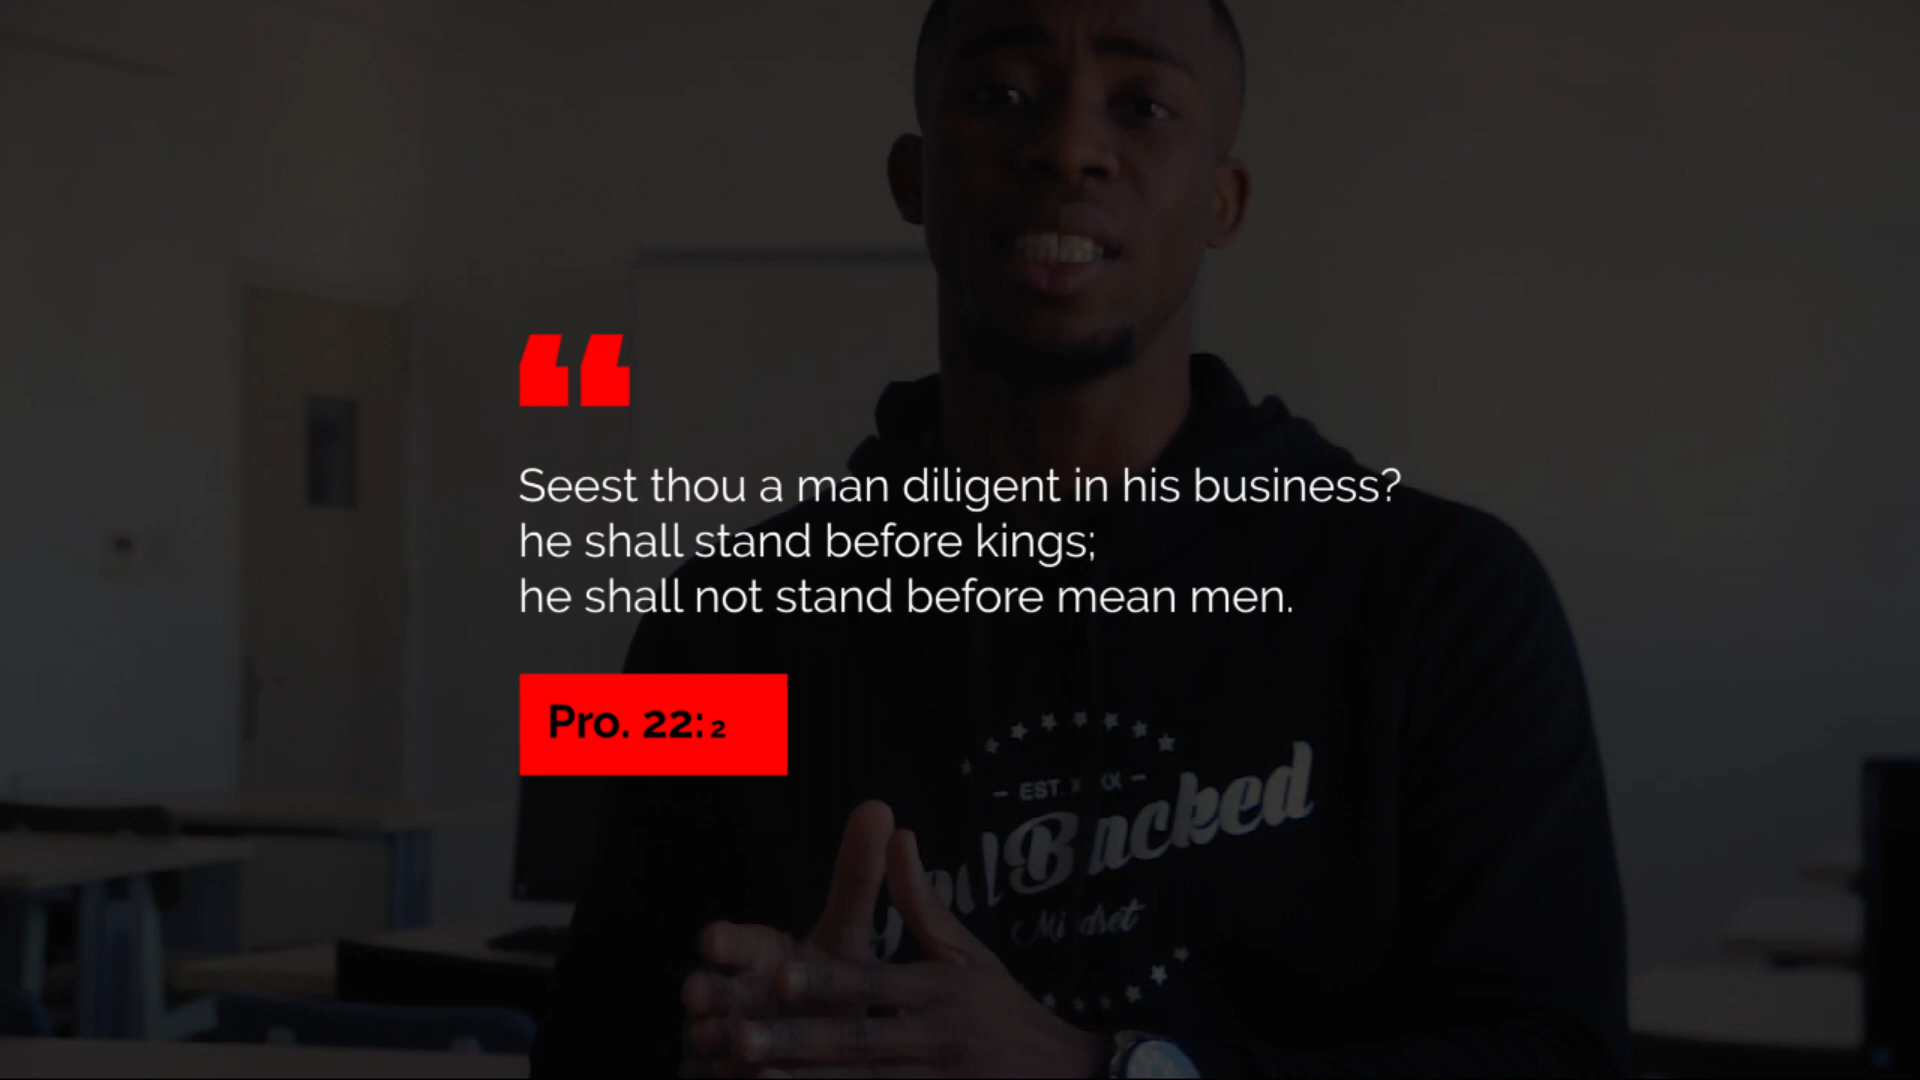 Seest thou a man diligent in his business?
he shall stand before kings;
he shall not stand before mean men.
Pro. 22: 2
EST.
Backed